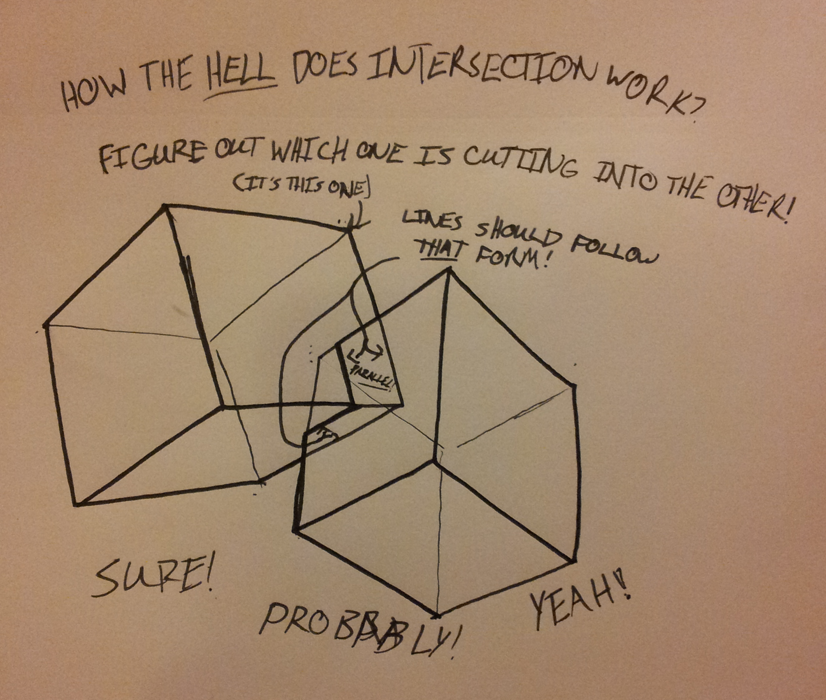 HOW THE HELL DOES INTERSECTION WORK?
FIGURE OUT WHICH ONE IS CUTTING INTO THE OTHER!
(IT'S THIS ONE)
LINES SHOULD FOLLOW
THAT FORM!
PARALLEL!
SURE!
PROBABLY!
YEAH!